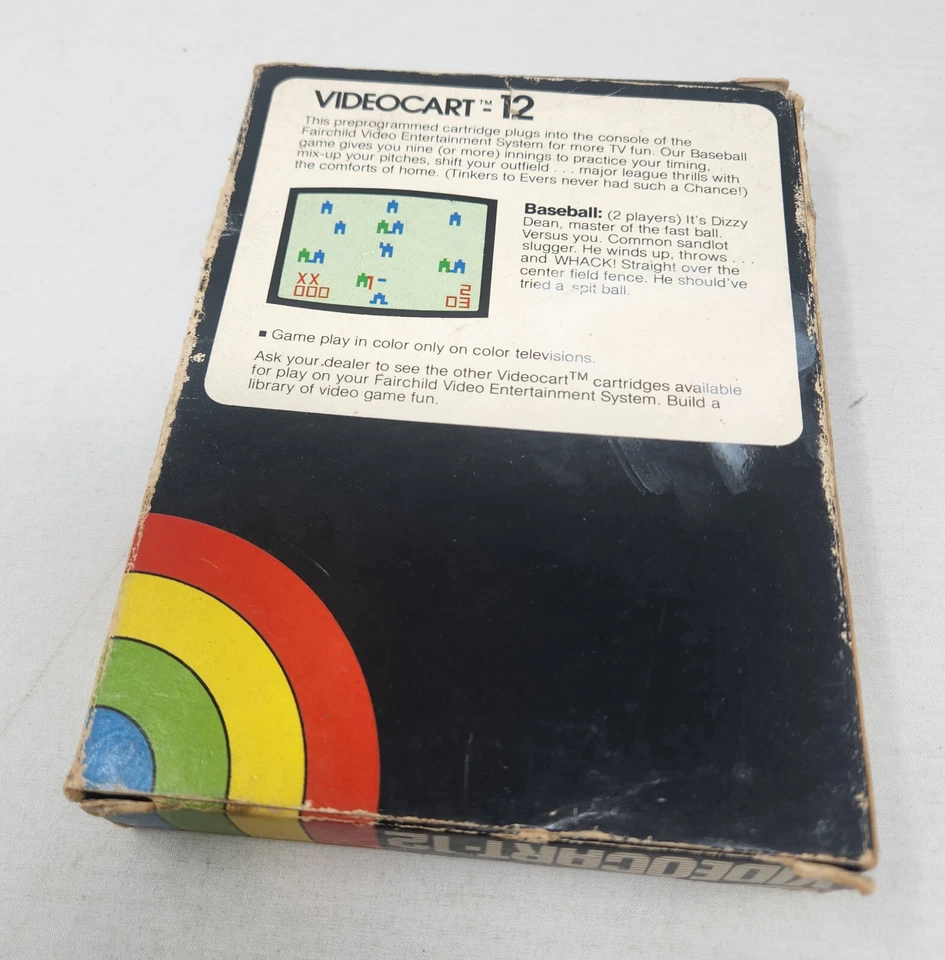 VIDEOCART™-12
This preprogrammed cartridge plugs into the console of the
Fairchild Video Entertainment System for more TV fun. Our Baseball
game gives you nine (or more) innings to practice your timing,
mix-up your pitches, shift your outfield . . . major league thrills with
the comforts of home. (Tinkers to Evers never had such a Chance!)
XX
000
2
03
Baseball: (2 players) It's Dizzy
Dean, master of the fast ball.
Versus you. Common sandlot
slugger. He winds up, throws . . .
and WHACK! Straight over the
center field fence. He should've
tried a spit ball.
■ Game play in color only on color televisions.
Ask your dealer to see the other Videocart™ cartridges available
for play on your Fairchild Video Entertainment System. Build a
library of video game fun.
VIDEOCART-12